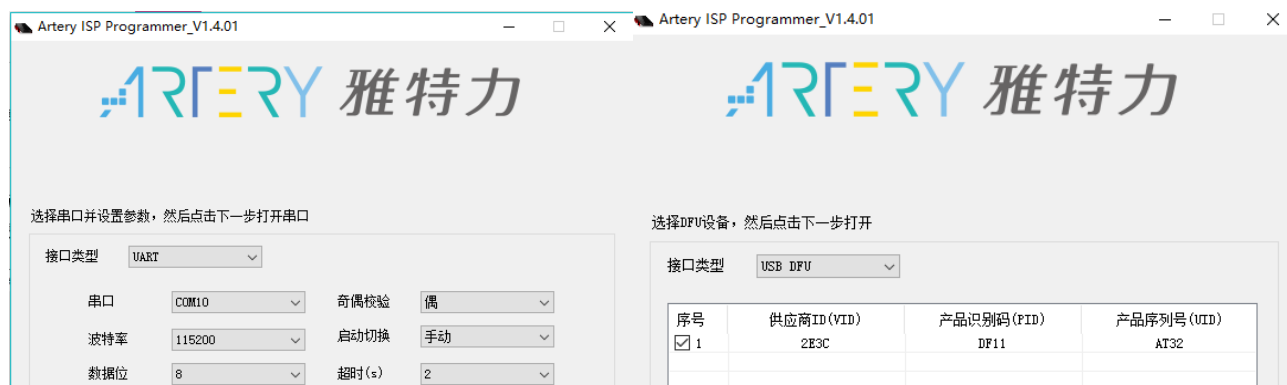 Artery ISP Programmer_V1.4.01
ARTERY 雅特力
选择串口并设置参数，然后点击下一步打开串口
接口类型 UART
串口 COM10 奇偶校验 偶
波特率 115200 启动切换 手动
数据位 8 超时(s) 2
Artery ISP Programmer_V1.4.01
ARTERY 雅特力
选择DFU设备，然后点击下一步打开
接口类型 USB DFU
序号 供应商ID(VID) 产品识别码(PID) 产品序列号(UID)
1 2E3C DF11 AT32